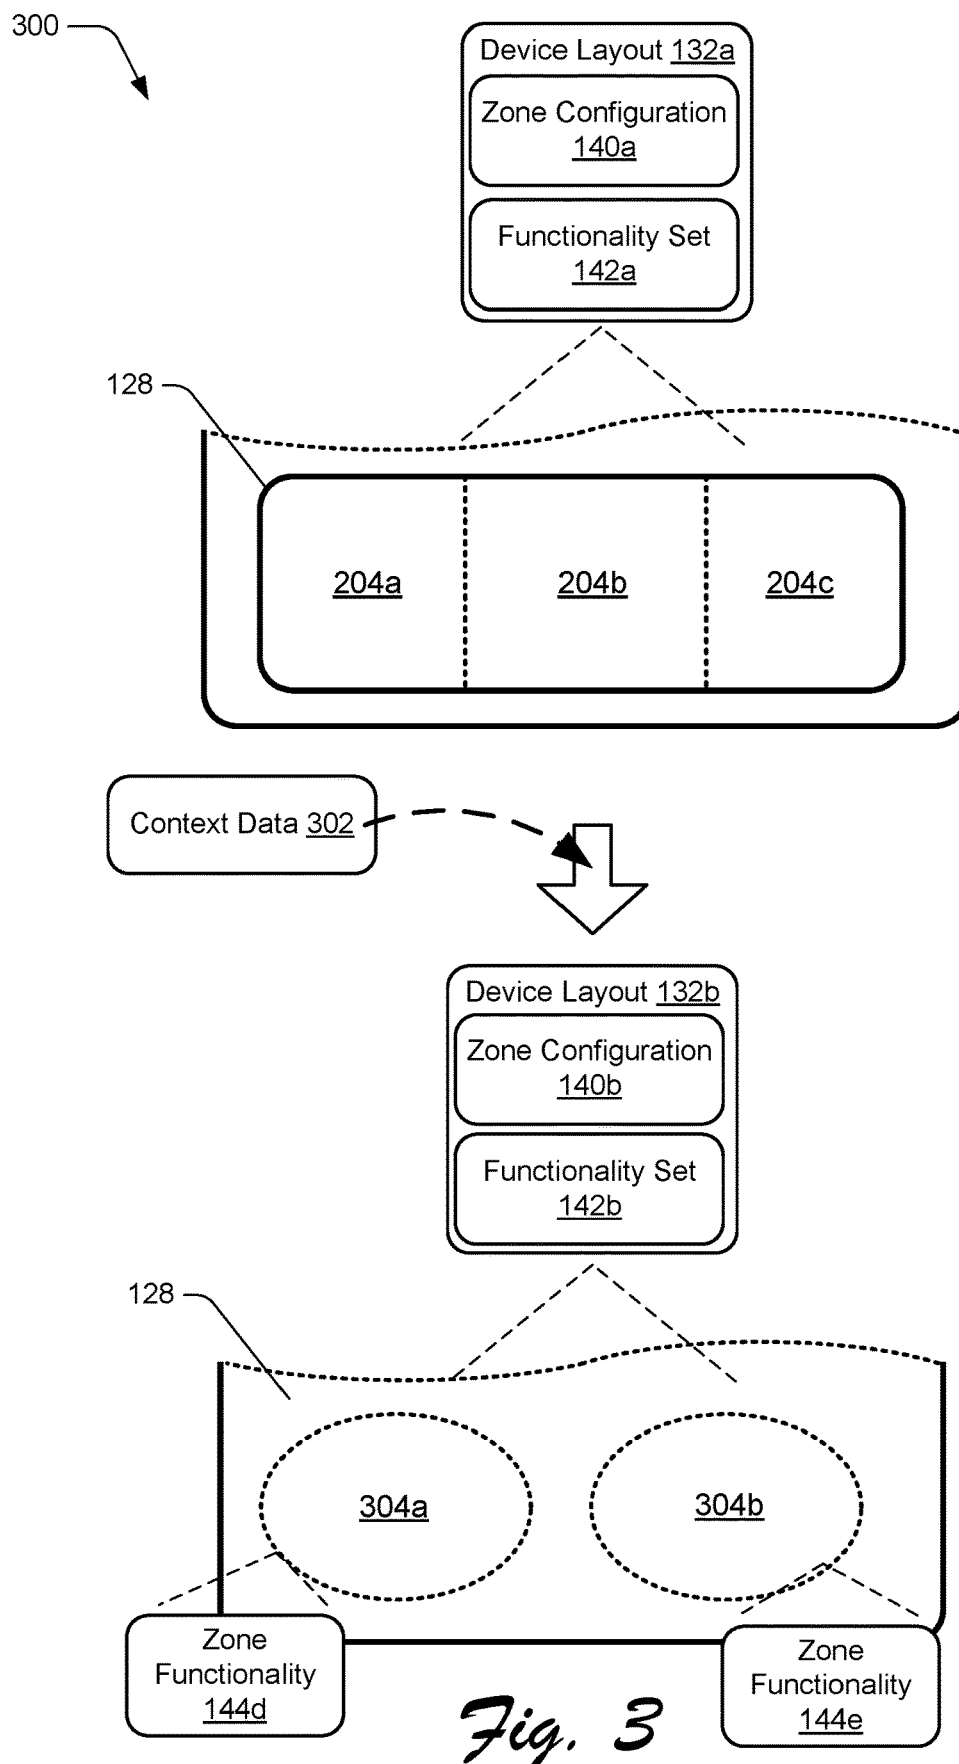 300
Device Layout 132a
Zone Configuration
140a
Functionality Set
142a
128
204a
204b
204c
Context Data 302
Device Layout 132b
Zone Configuration
140b
Functionality Set
142b
128
304a
304b
Zone
Functionality
144d
Zone
Functionality
144e
Fig. 3